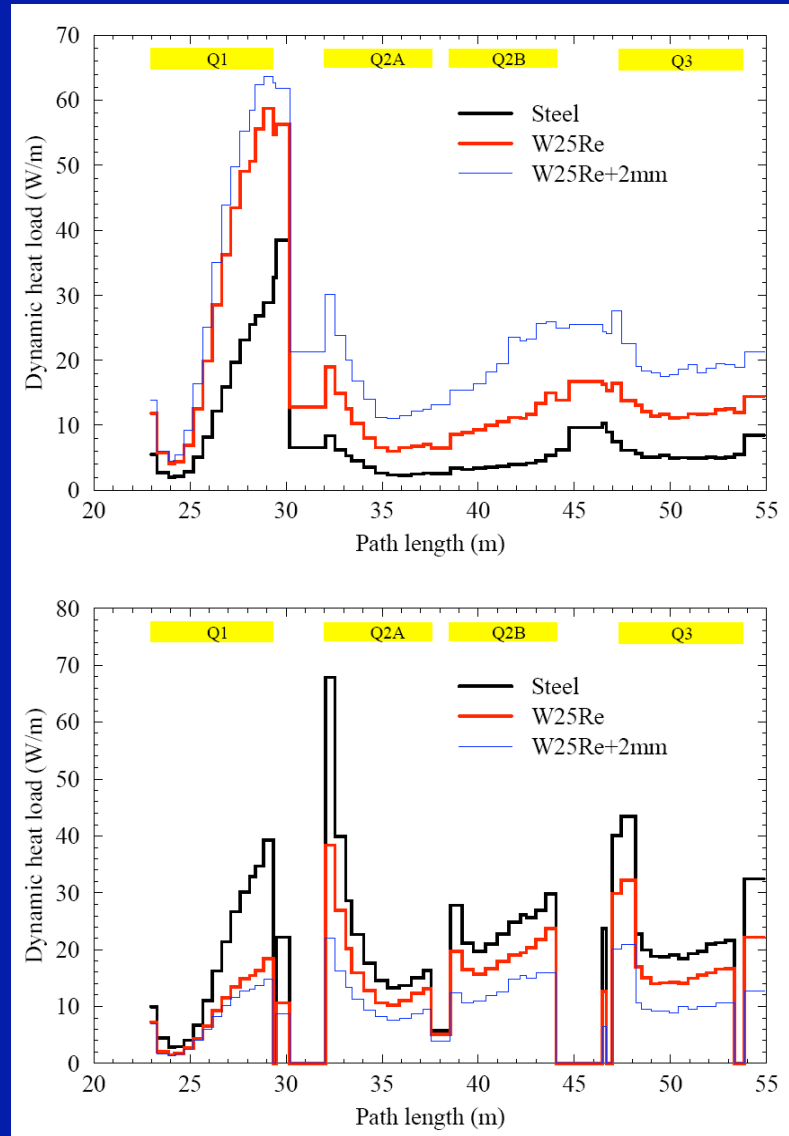 70
60
50
40
30
20
10
0
Dynamic heat load (W/m)
Q1 Q2A Q2B Q3
Steel
W25Re
W25Re+2mm
20 25 30 35 40 45 50 55
Path length (m)
80
70
60
50
40
30
20
10
0
Dynamic heat load (W/m)
Q1 Q2A Q2B Q3
Steel
W25Re
W25Re+2mm
20 25 30 35 40 45 50 55
Path length (m)